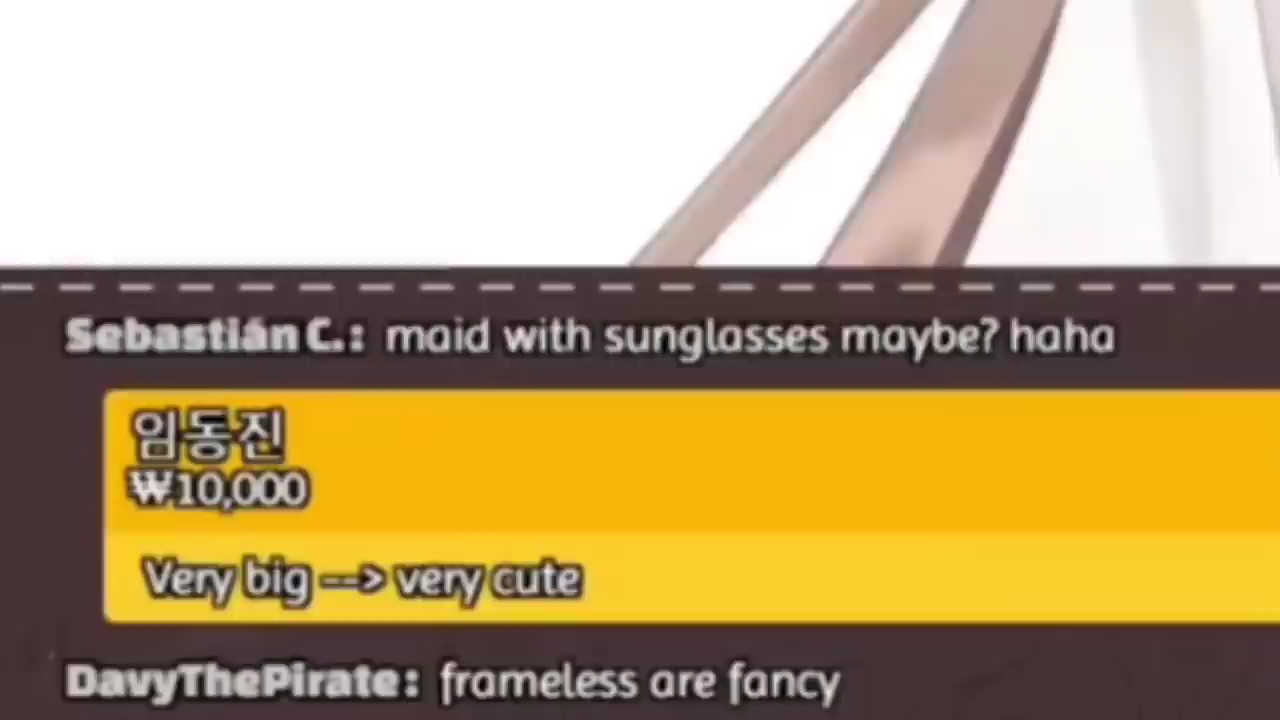 Sebastián C.: maid with sunglasses maybe? haha
임동진
₩10,000
Very big --> very cute
DavyThePirate: frameless are fancy